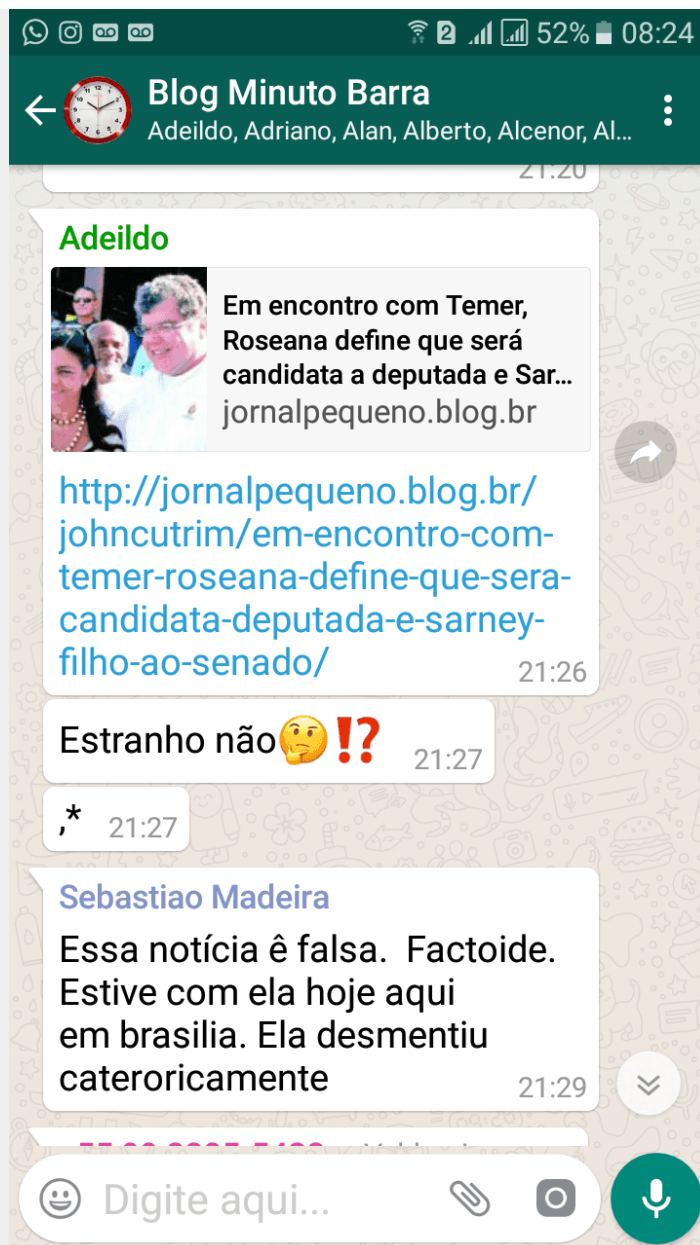 2 52% 08:24
Blog Minuto Barra
Adeildo, Adriano, Alan, Alberto, Alcenor, Al...
21:20
Adeildo
Em encontro com Temer,
Roseana define que será
candidata a deputada e Sar...
jornalpequeno.blog.br
http://jornalpequeno.blog.br/
johncutrim/em-encontro-com-
temer-roseana-define-que-sera-
candidata-deputada-e-sarney-
filho-ao-senado/
21:26
Estranho não🤔⁉️ 21:27
,* 21:27
Sebastiao Madeira
Essa notícia ê falsa. Factoide.
Estive com ela hoje aqui
em brasilia. Ela desmentiu
cateroricamente 21:29
Digite aqui...